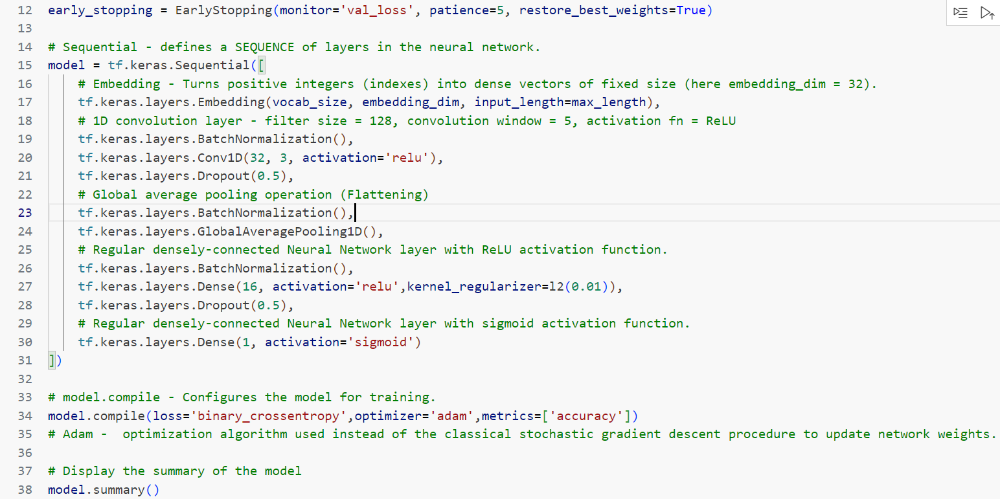 12 early_stopping = EarlyStopping(monitor='val_loss', patience=5, restore_best_weights=True)
13
14 # Sequential - defines a SEQUENCE of layers in the neural network.
15 model = tf.keras.Sequential([
16     # Embedding - Turns positive integers (indexes) into dense vectors of fixed size (here embedding_dim = 32).
17     tf.keras.layers.Embedding(vocab_size, embedding_dim, input_length=max_length),
18     # 1D convolution layer - filter size = 128, convolution window = 5, activation fn = ReLU
19     tf.keras.layers.BatchNormalization(),
20     tf.keras.layers.Conv1D(32, 3, activation='relu'),
21     tf.keras.layers.Dropout(0.5),
22     # Global average pooling operation (Flattening)
23     tf.keras.layers.BatchNormalization(),
24     tf.keras.layers.GlobalAveragePooling1D(),
25     # Regular densely-connected Neural Network layer with ReLU activation function.
26     tf.keras.layers.BatchNormalization(),
27     tf.keras.layers.Dense(16, activation='relu',kernel_regularizer=l2(0.01)),
28     tf.keras.layers.Dropout(0.5),
29     # Regular densely-connected Neural Network layer with sigmoid activation function.
30     tf.keras.layers.Dense(1, activation='sigmoid')
31 ])
32
33 # model.compile - Configures the model for training.
34 model.compile(loss='binary_crossentropy',optimizer='adam',metrics=['accuracy'])
35 # Adam -  optimization algorithm used instead of the classical stochastic gradient descent procedure to update network weights.
36
37 # Display the summary of the model
38 model.summary()